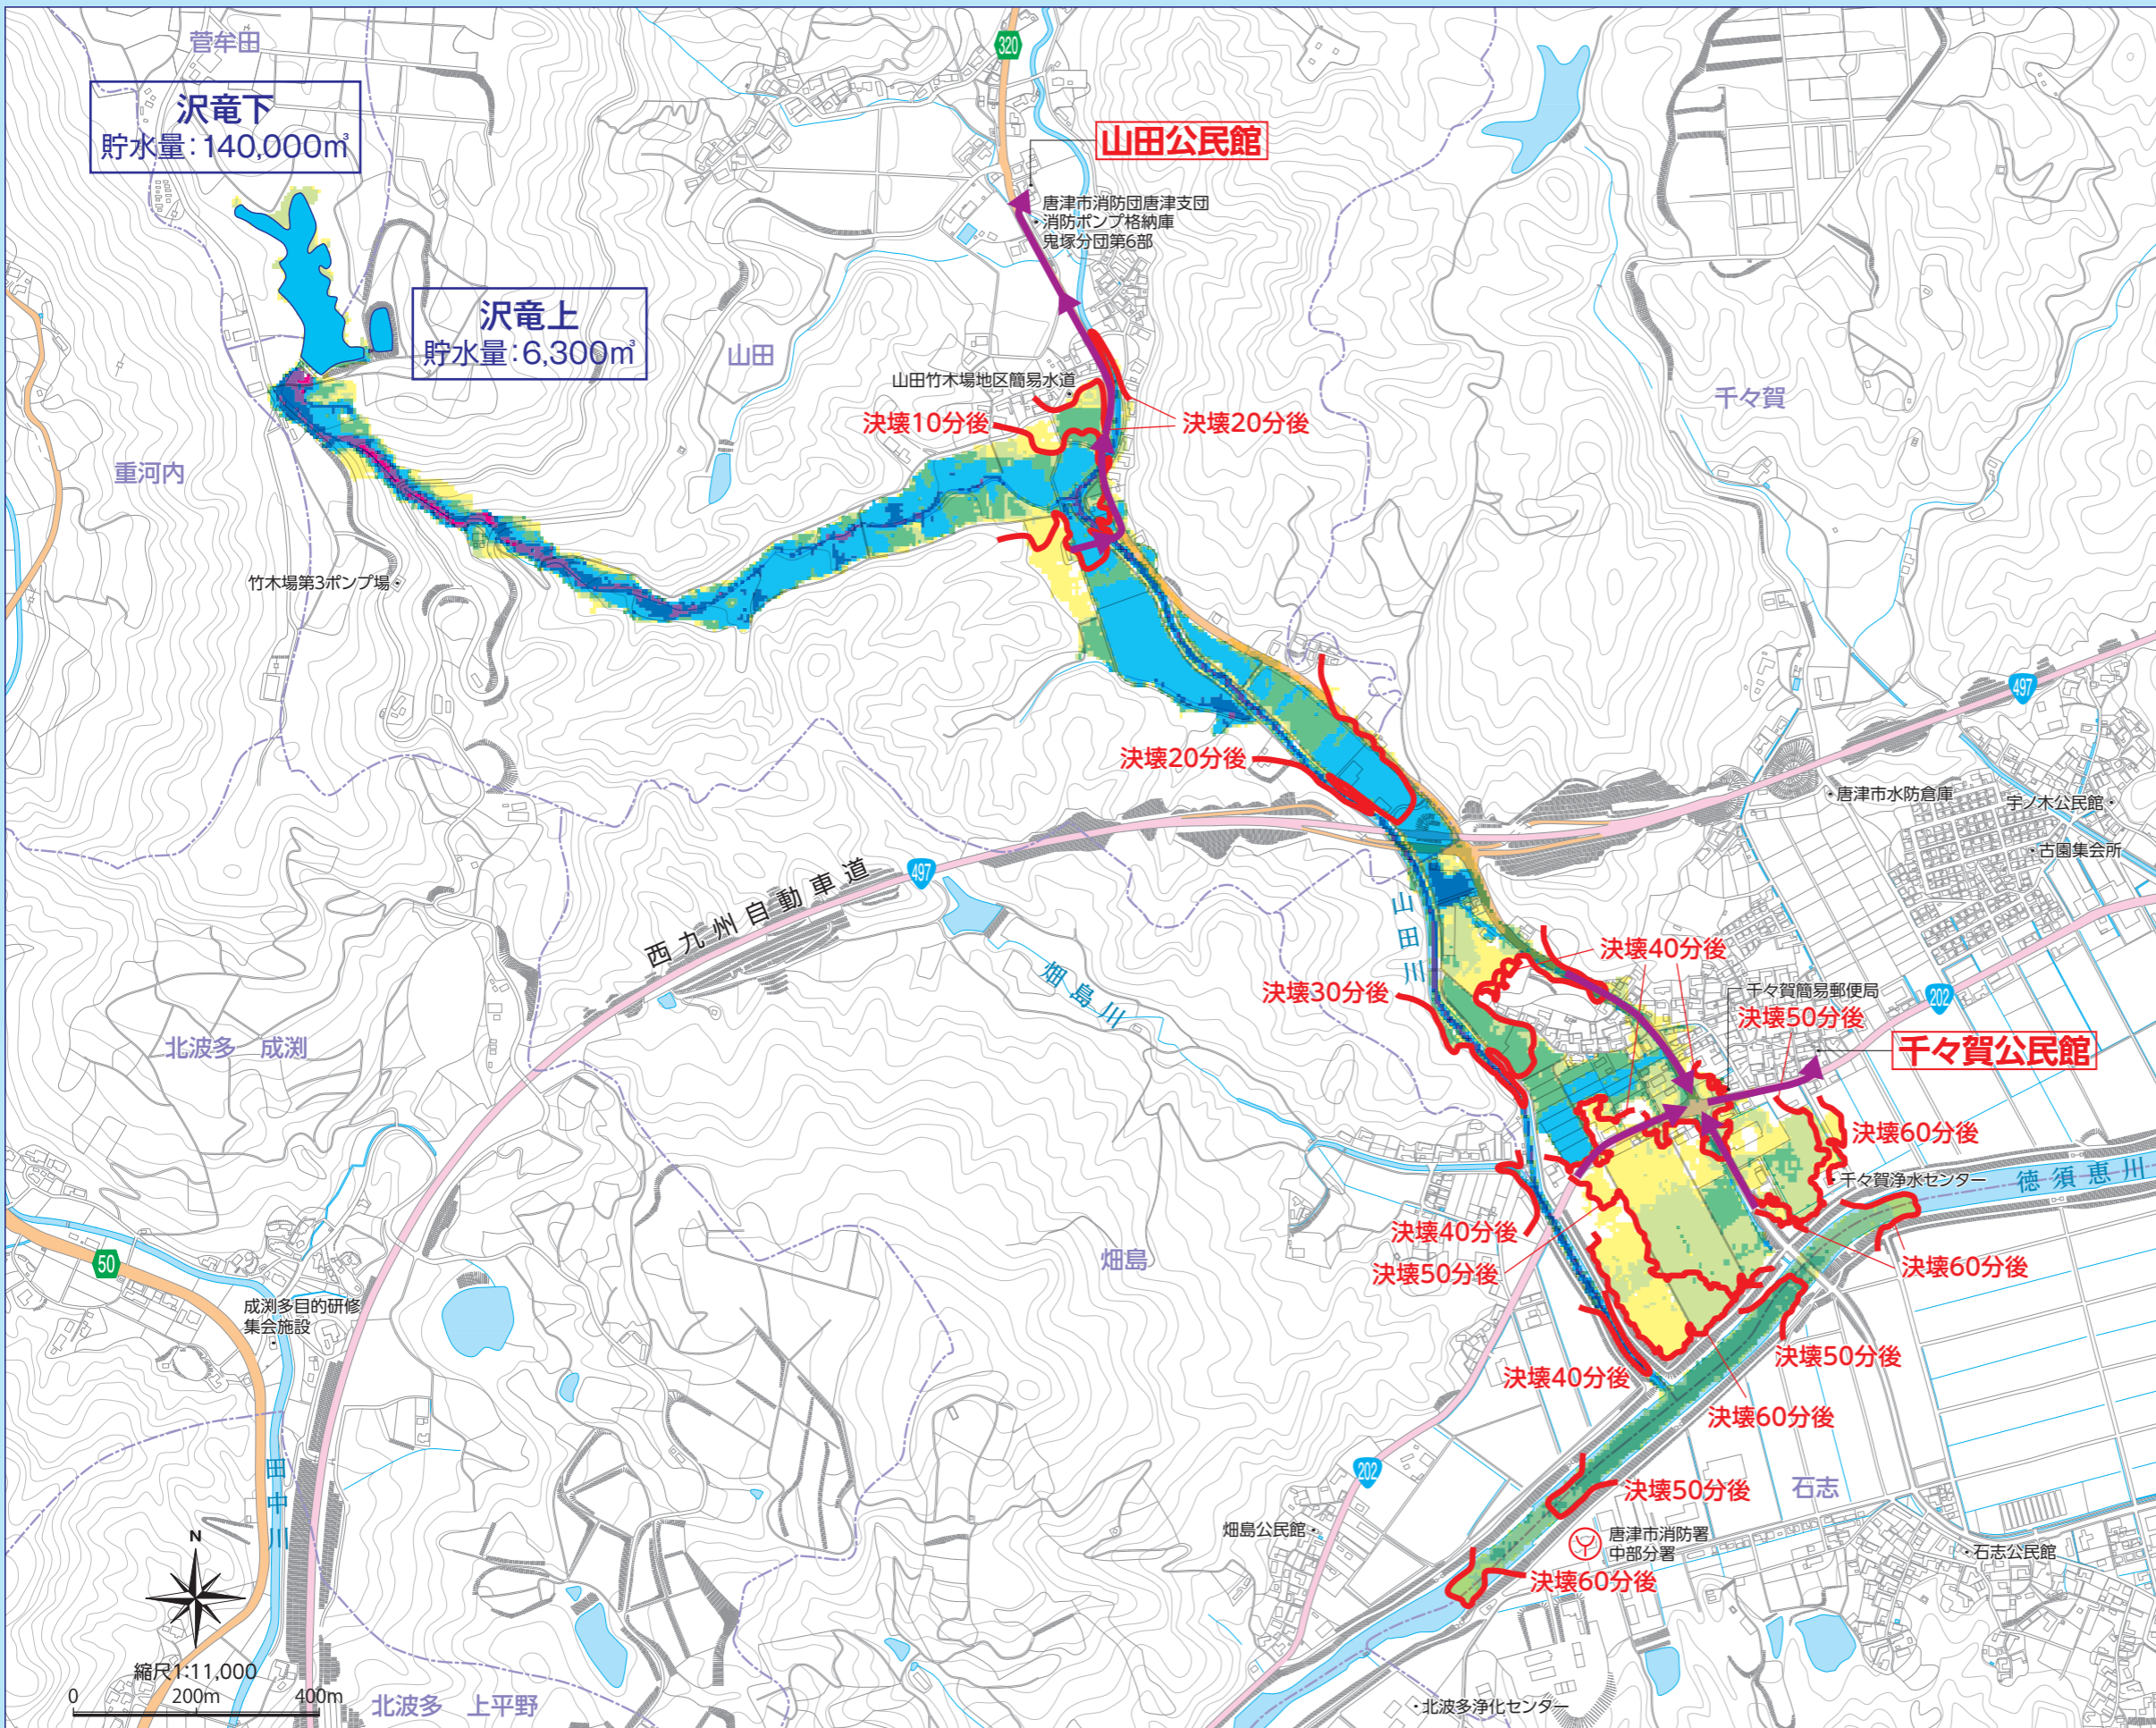 菅牟田
沢竜下
貯水量：140,000㎥
沢竜上
貯水量：6,300㎥
320
山田公民館
唐津市消防団唐津支団
消防ポンプ格納庫
鬼塚分団第6部
山田
山田竹木場地区簡易水道
決壊10分後
決壊20分後
千々賀
重河内
竹木場第3ポンプ場
497
決壊20分後
唐津市水防倉庫
宇ノ木公民館
古園集会所
西九州自動車道
497
山田川
畑島川
決壊30分後
決壊40分後
千々賀簡易郵便局
決壊50分後
202
千々賀公民館
北波多 成渕
決壊60分後
千々賀浄水センター
徳須恵川
決壊40分後
決壊50分後
決壊60分後
畑島
50
成渕多目的研修
集会施設
決壊50分後
決壊40分後
決壊60分後
田中川
202
決壊50分後
石志
畑島公民館
唐津市消防署
中部分署
石志公民館
決壊60分後
N
縮尺1:11,000
0 200m 400m
北波多 上平野
北波多浄化センター